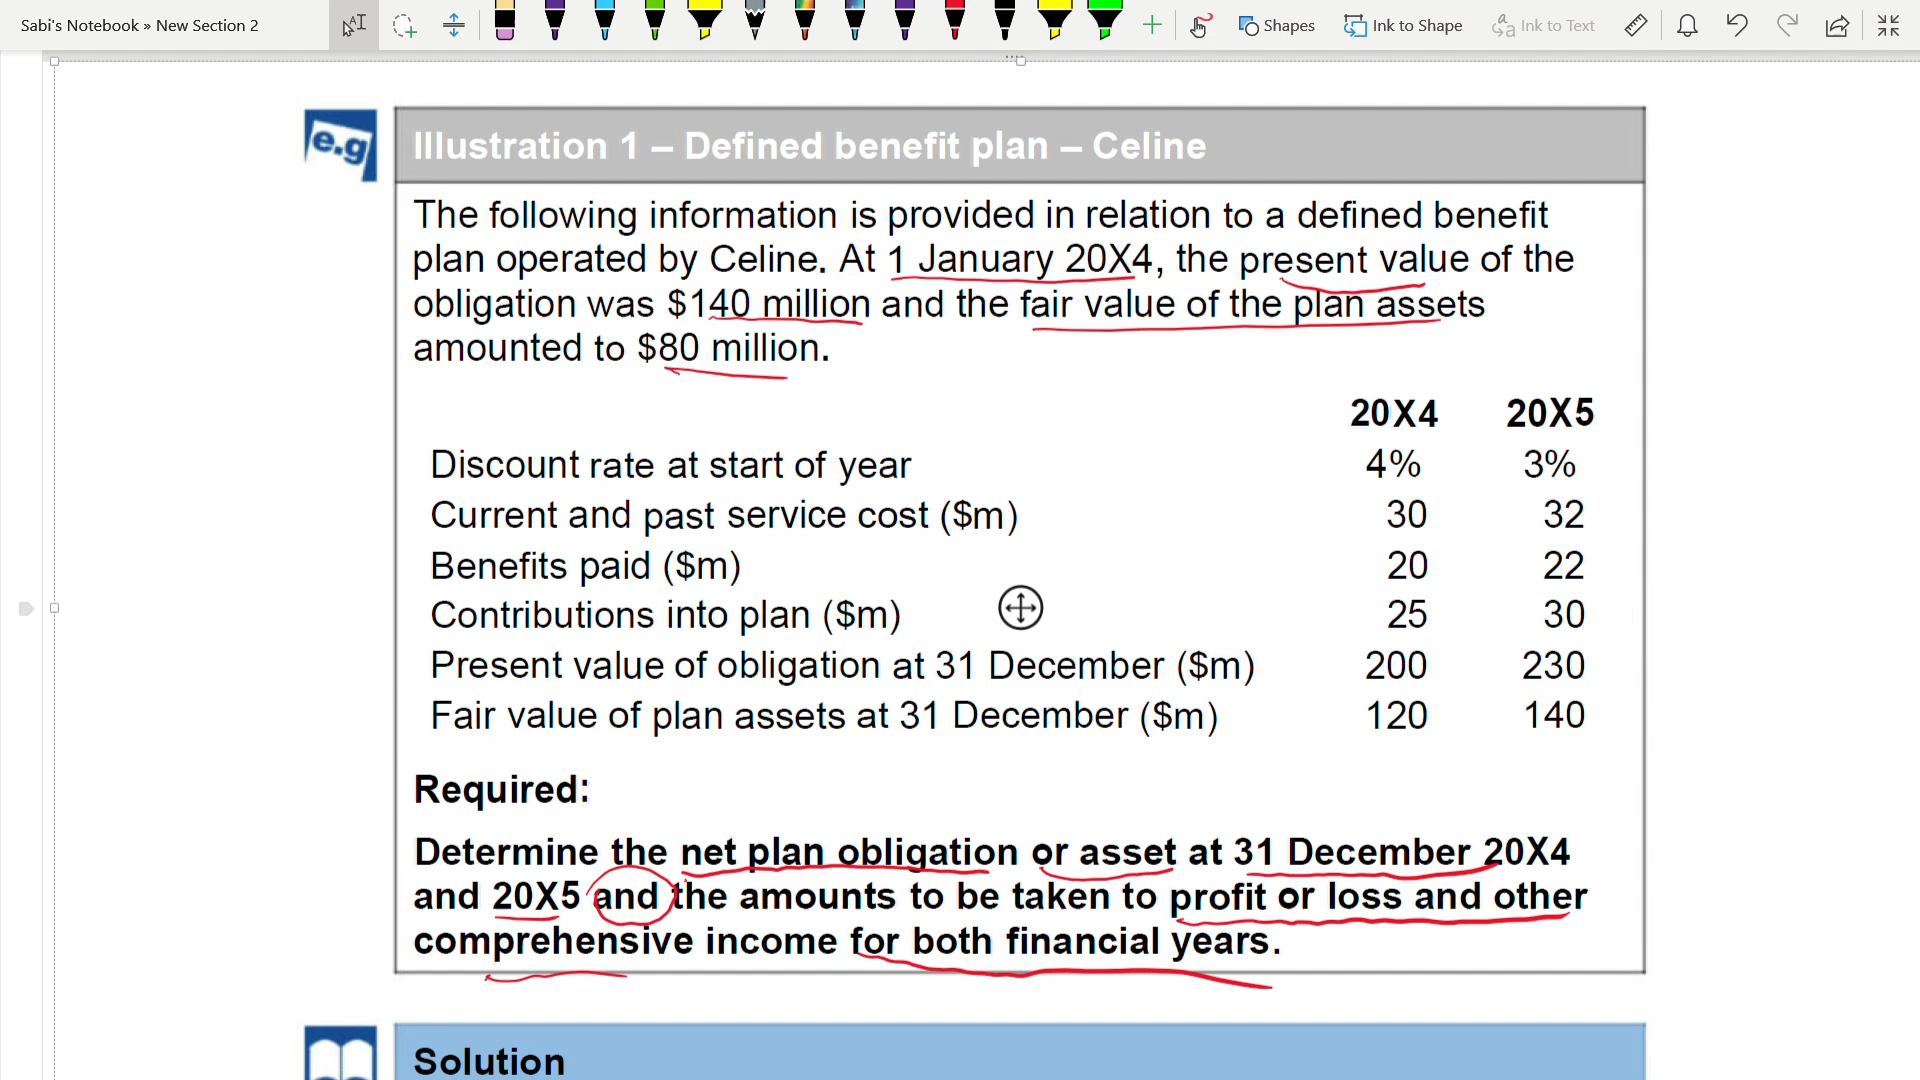 Sabi's Notebook » New Section 2
Shapes
Ink to Shape
Ink to Text
e.g
Illustration 1 – Defined benefit plan – Celine
The following information is provided in relation to a defined benefit
plan operated by Celine. At 1 January 20X4, the present value of the
obligation was $140 million and the fair value of the plan assets
amounted to $80 million.
20X4 20X5
Discount rate at start of year 4% 3%
Current and past service cost ($m) 30 32
Benefits paid ($m) 20 22
Contributions into plan ($m) 25 30
Present value of obligation at 31 December ($m) 200 230
Fair value of plan assets at 31 December ($m) 120 140
Required:
Determine the net plan obligation or asset at 31 December 20X4
and 20X5 and the amounts to be taken to profit or loss and other
comprehensive income for both financial years.
Solution